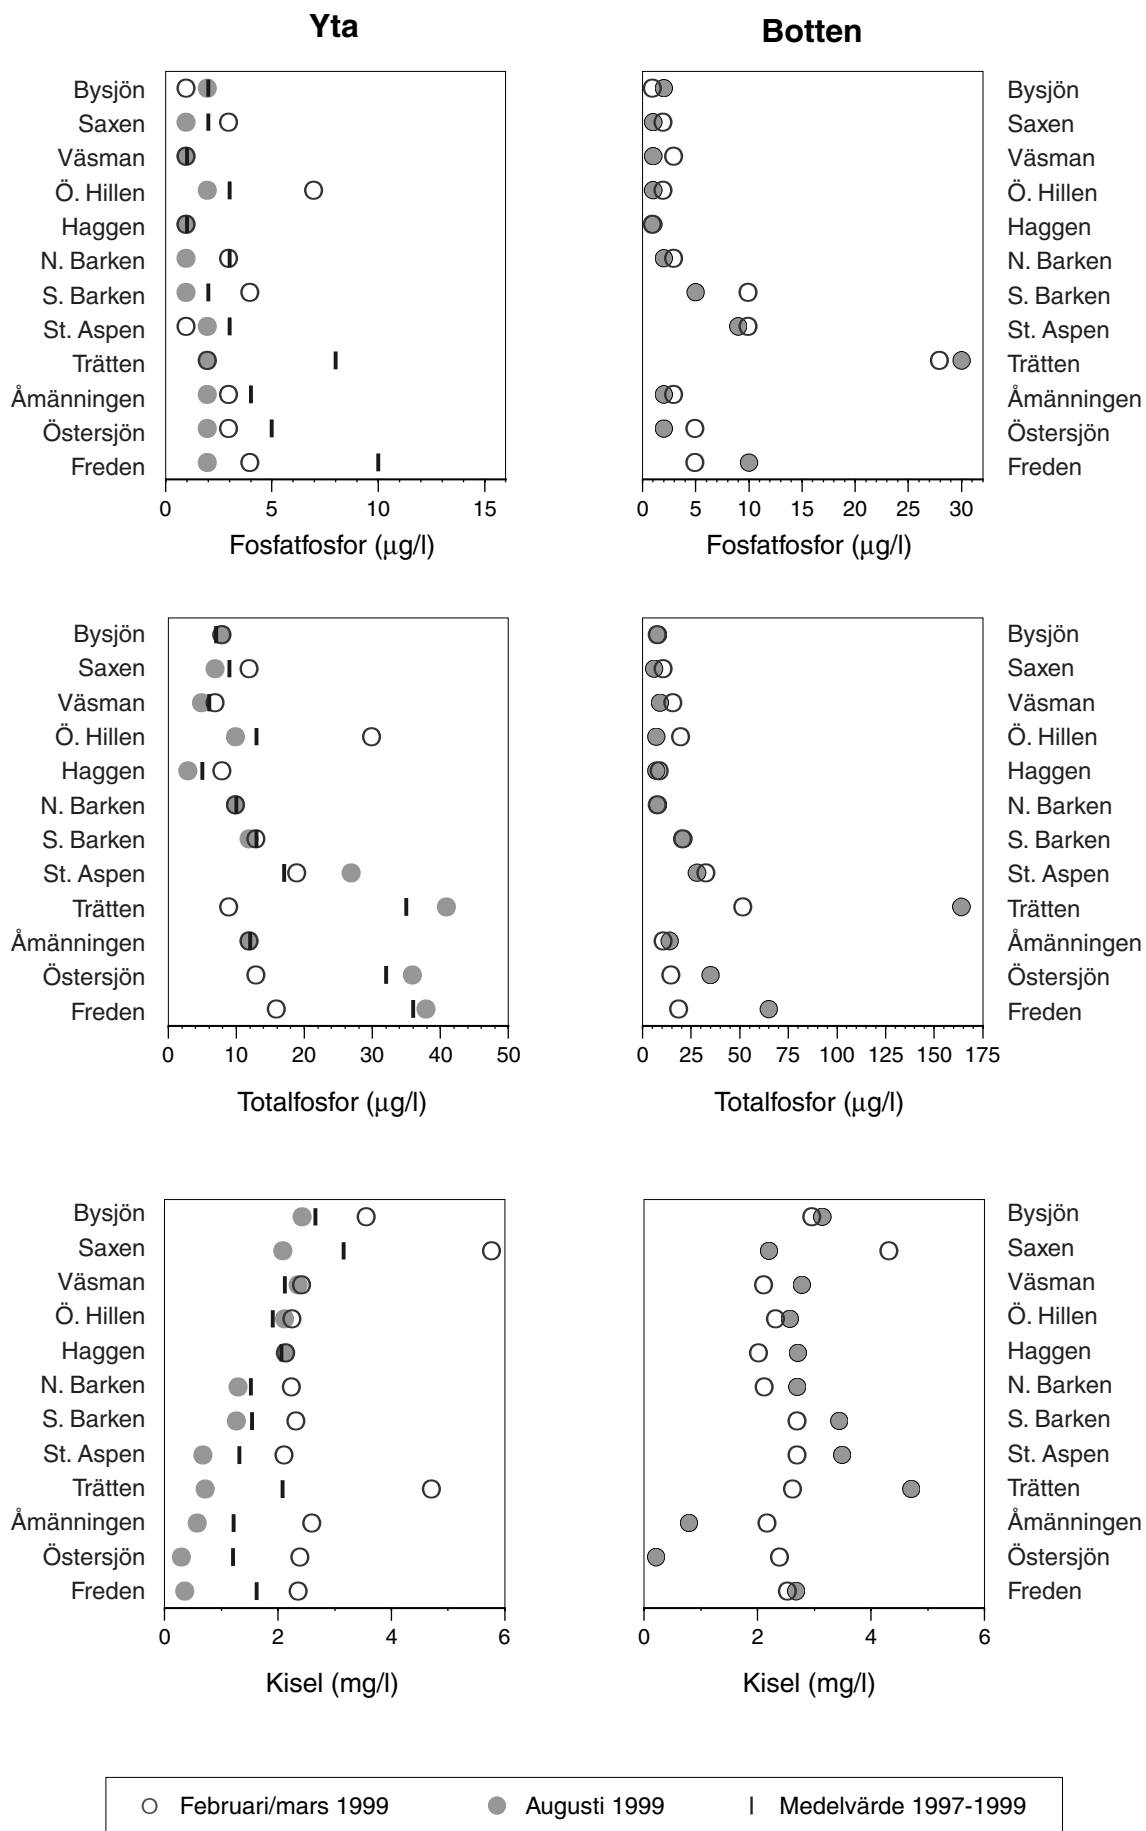 Yta Botten
Bysjön Bysjön
Saxen Saxen
Väsman Väsman
Ö. Hillen Ö. Hillen
Haggen Haggen
N. Barken N. Barken
S. Barken S. Barken
St. Aspen St. Aspen
Trätten Trätten
Åmänningen Åmänningen
Östersjön Östersjön
Freden Freden
0 5 10 15 0 5 10 15 20 25 30
Fosfatfosfor (µg/l) Fosfatfosfor (µg/l)
Bysjön Bysjön
Saxen Saxen
Väsman Väsman
Ö. Hillen Ö. Hillen
Haggen Haggen
N. Barken N. Barken
S. Barken S. Barken
St. Aspen St. Aspen
Trätten Trätten
Åmänningen Åmänningen
Östersjön Östersjön
Freden Freden
0 10 20 30 40 50 0 25 50 75 100 125 150 175
Totalfosfor (µg/l) Totalfosfor (µg/l)
Bysjön Bysjön
Saxen Saxen
Väsman Väsman
Ö. Hillen Ö. Hillen
Haggen Haggen
N. Barken N. Barken
S. Barken S. Barken
St. Aspen St. Aspen
Trätten Trätten
Åmänningen Åmänningen
Östersjön Östersjön
Freden Freden
0 2 4 6 0 2 4 6
Kisel (mg/l) Kisel (mg/l)
Februari/mars 1999 Augusti 1999 Medelvärde 1997-1999